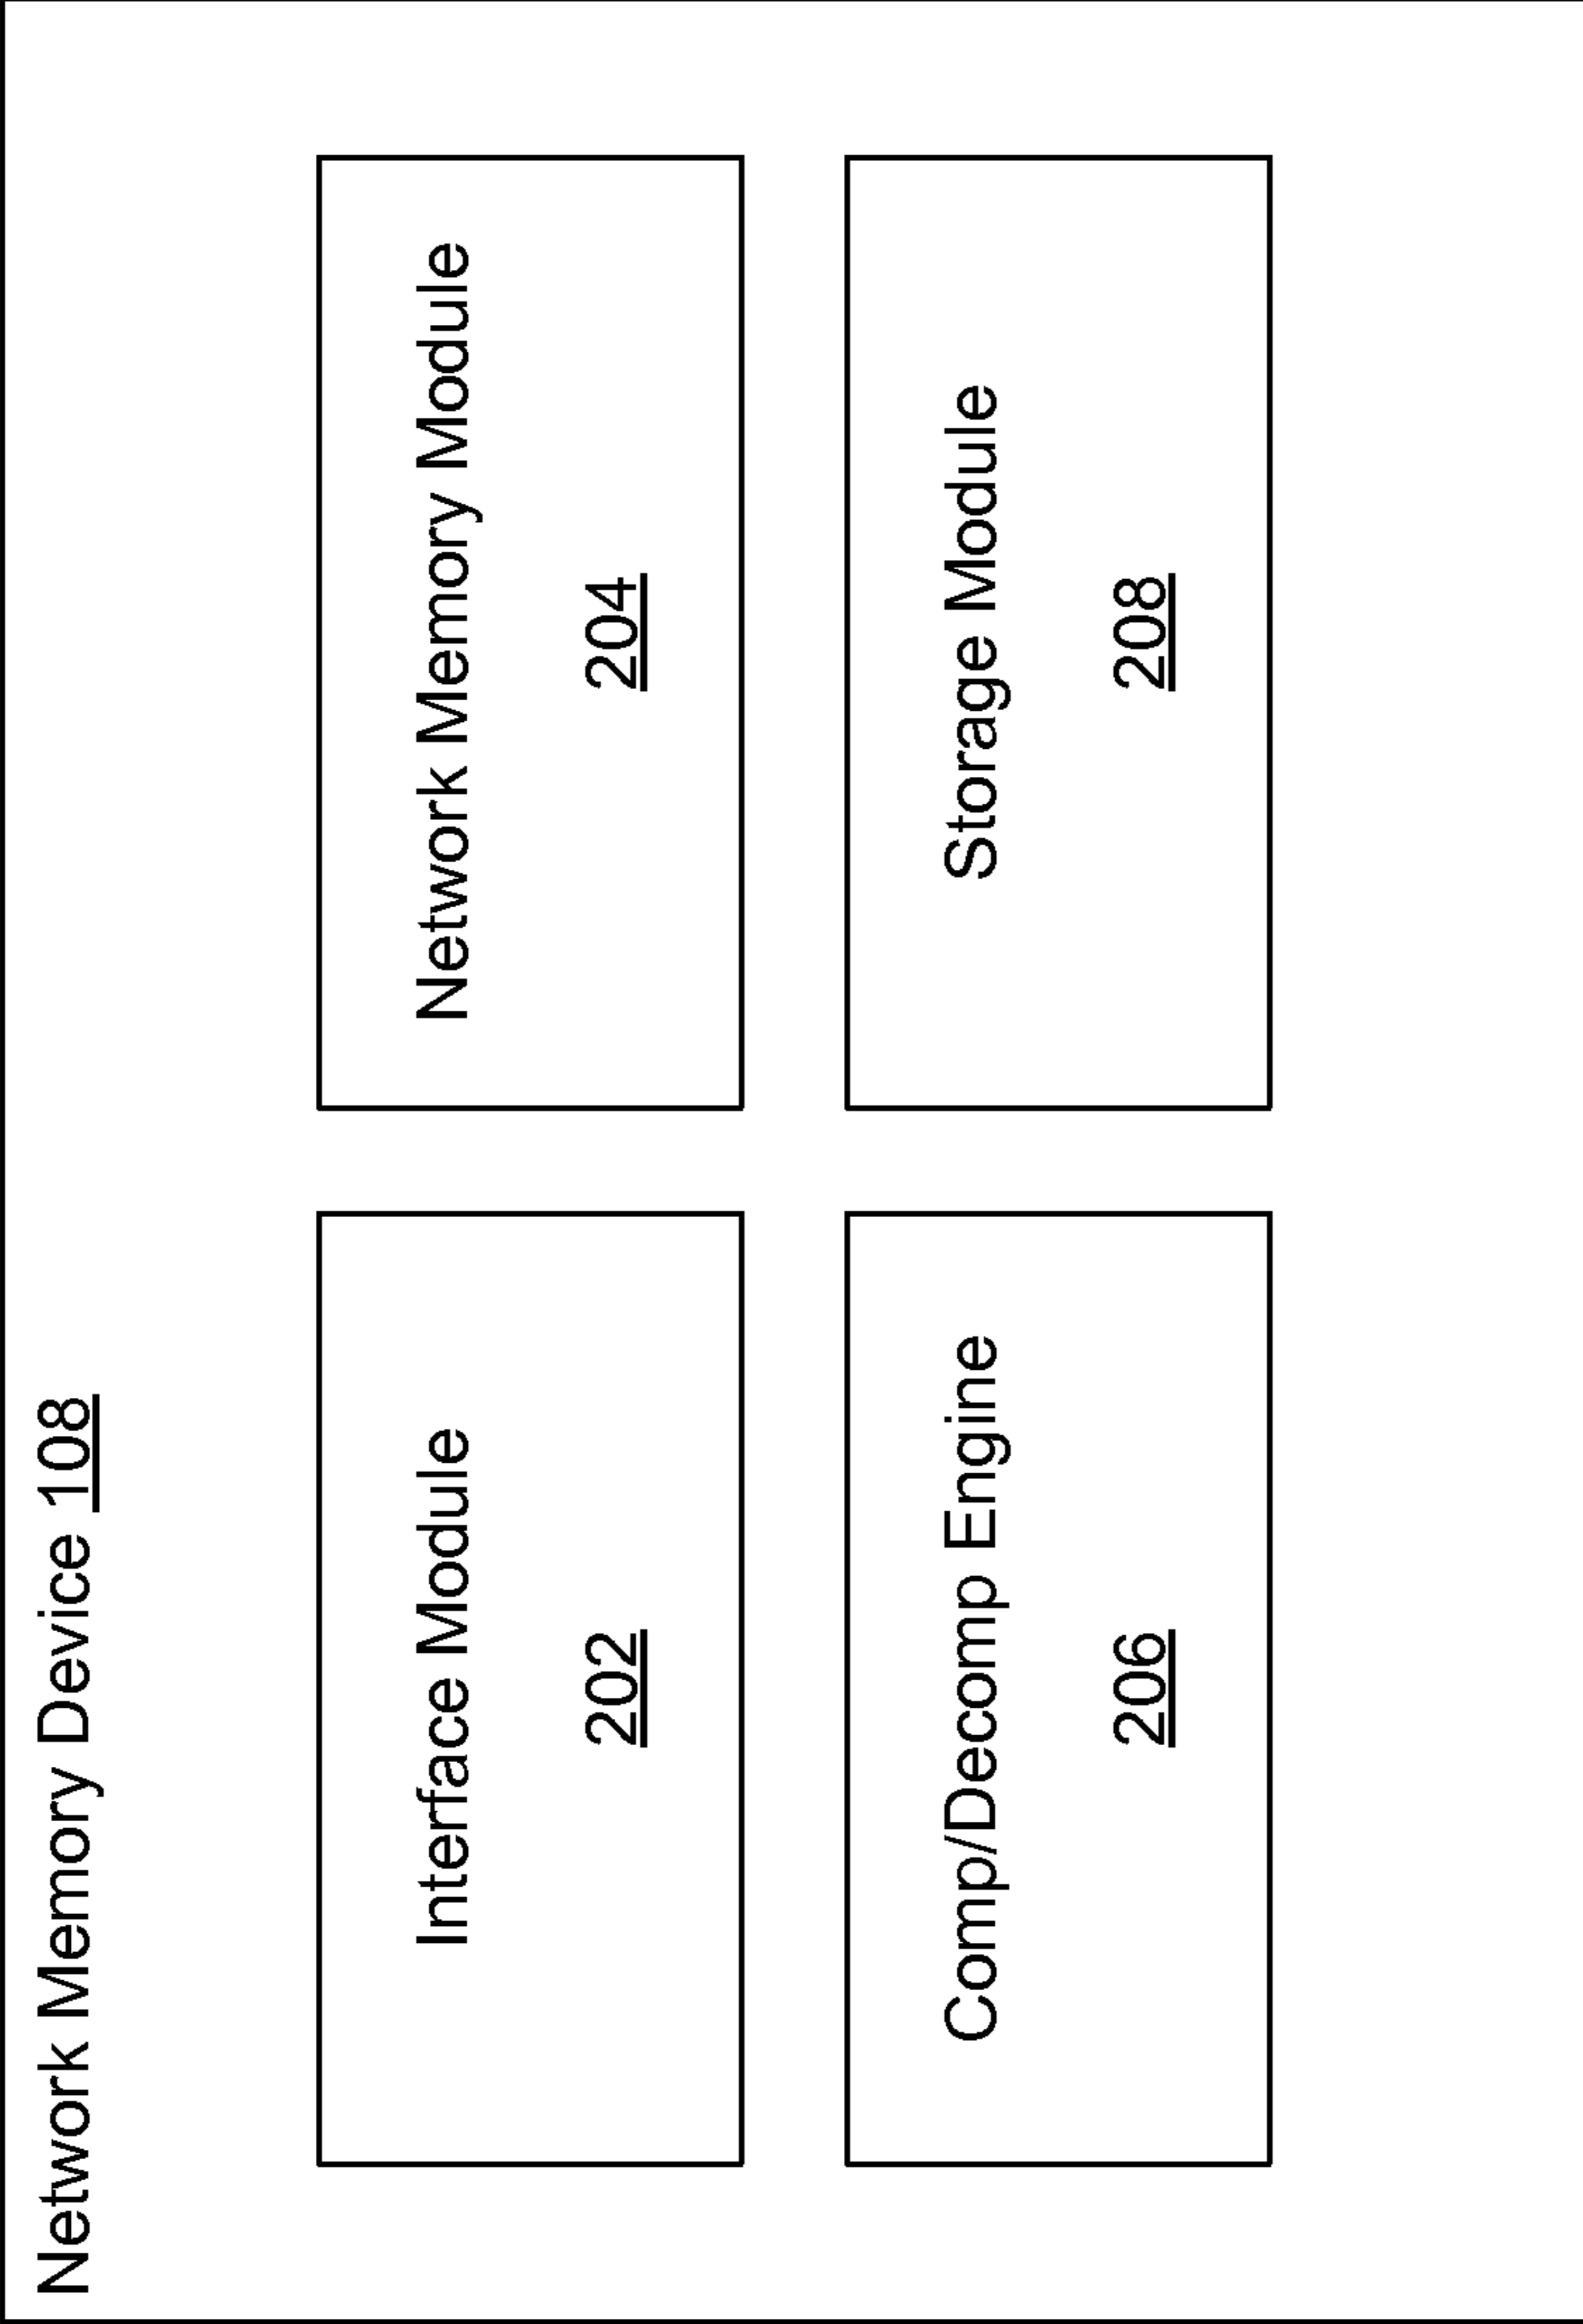 Network Memory Device 108
Interface Module
202
Network Memory Module
204
Comp/Decomp Engine
206
Storage Module
208